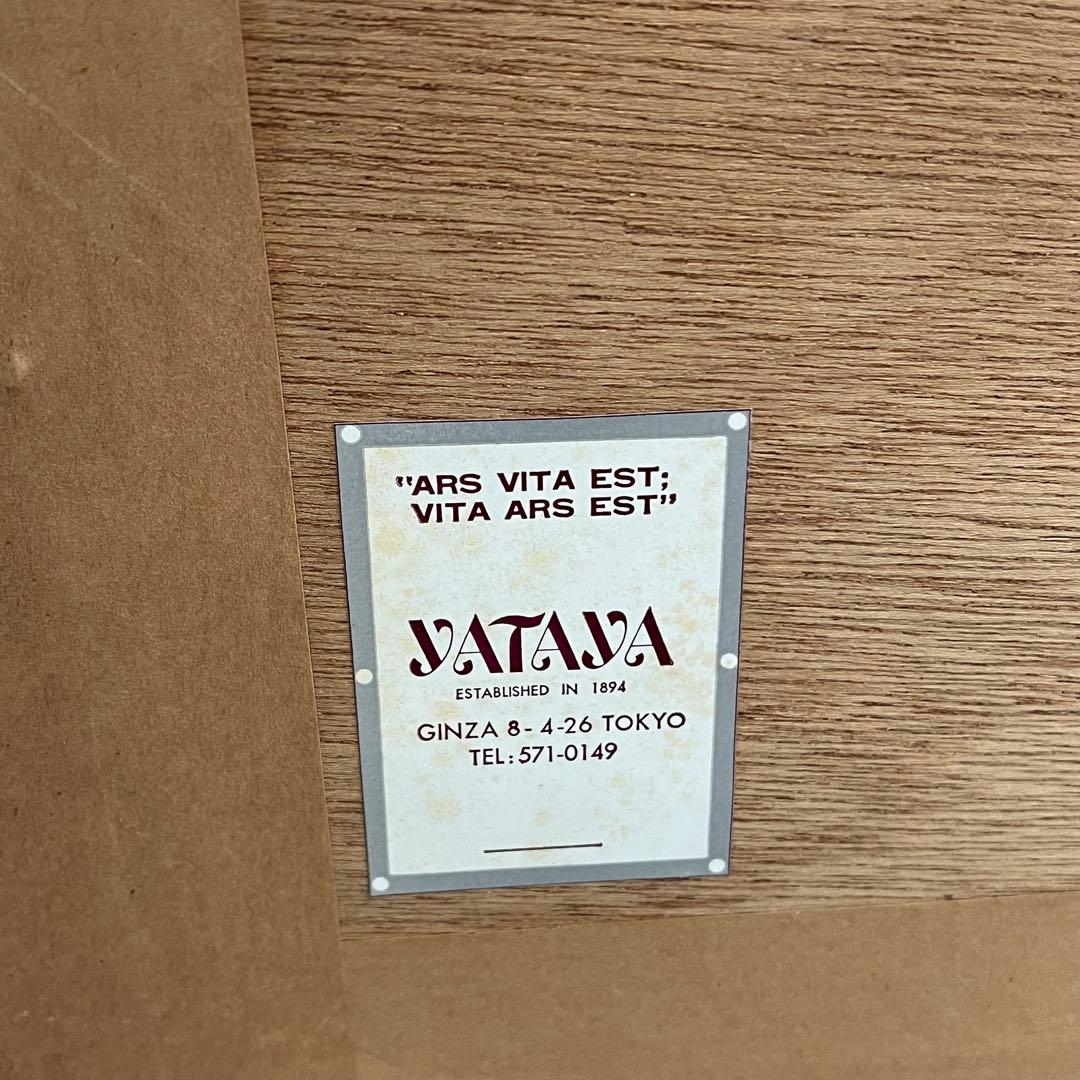 "ARS VITA EST;
VITA ARS EST"
YATAYA
ESTABLISHED IN 1894
GINZA 8-4-26 TOKYO
TEL:571-0149